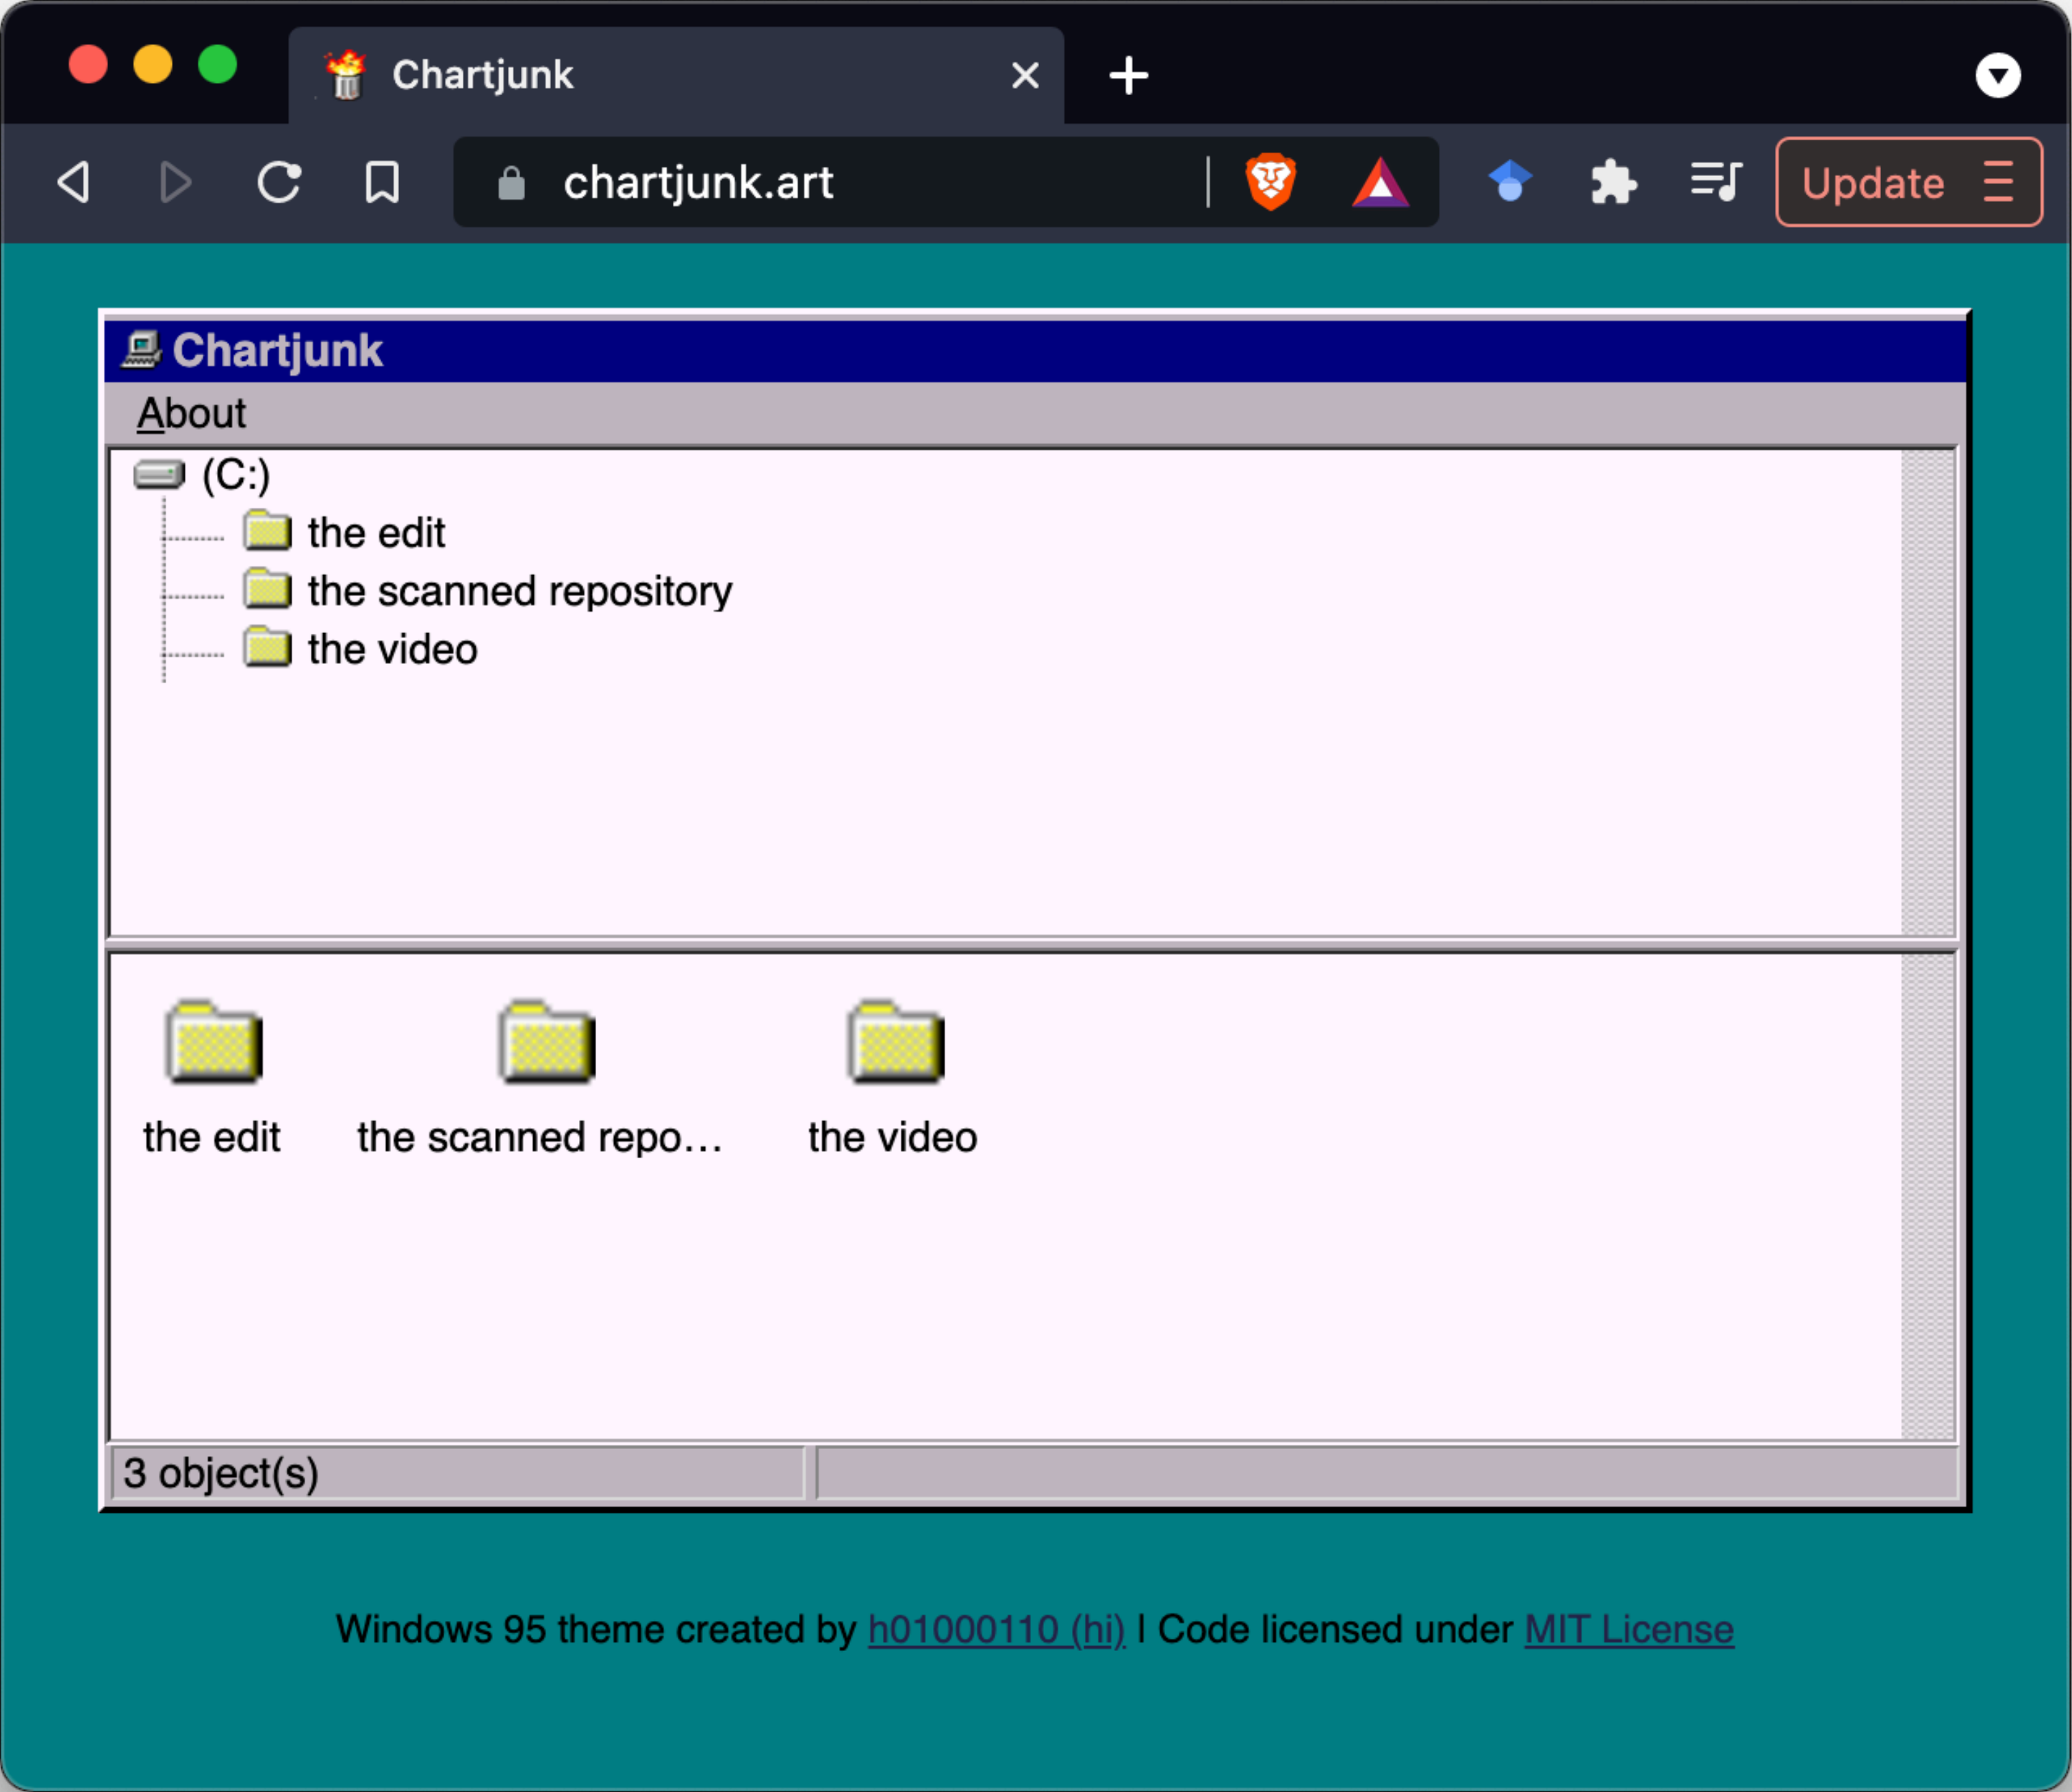 Chartjunk
chartjunk.art
Update
Chartjunk
About
(C:)
the edit
the scanned repository
the video
the edit
the scanned repo...
the video
3 object(s)
Windows 95 theme created by h01000110 (hi) | Code licensed under MIT License